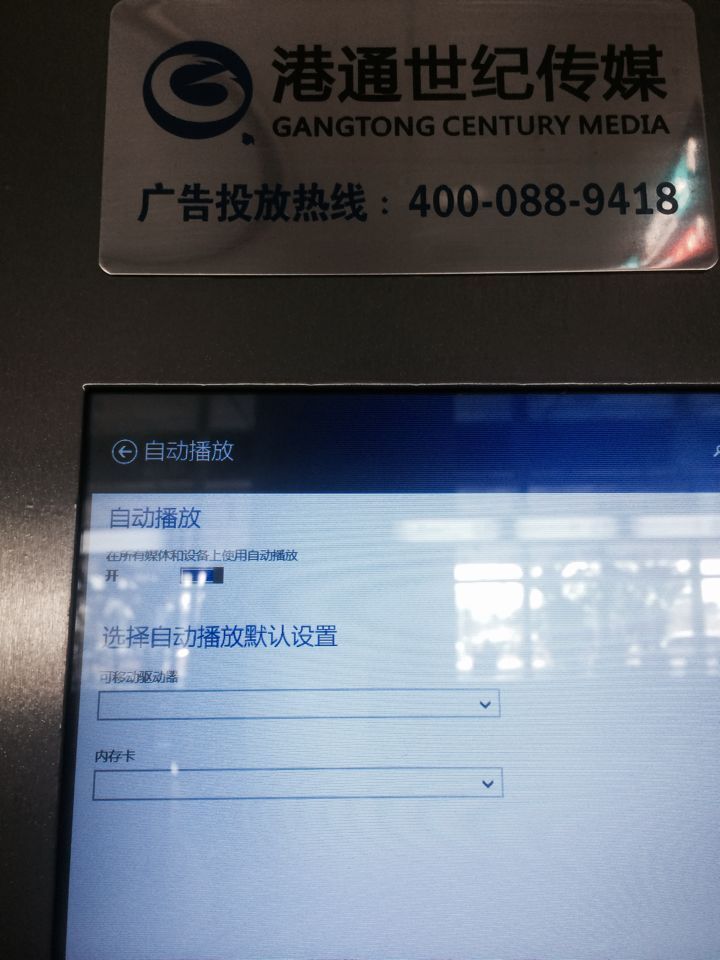 港通世纪传媒
GANGTONG CENTURY MEDIA
广告投放热线：400-088-9418
自动播放
自动播放
在所有媒体和设备上使用自动播放
开
选择自动播放默认设置
可移动驱动器
内存卡